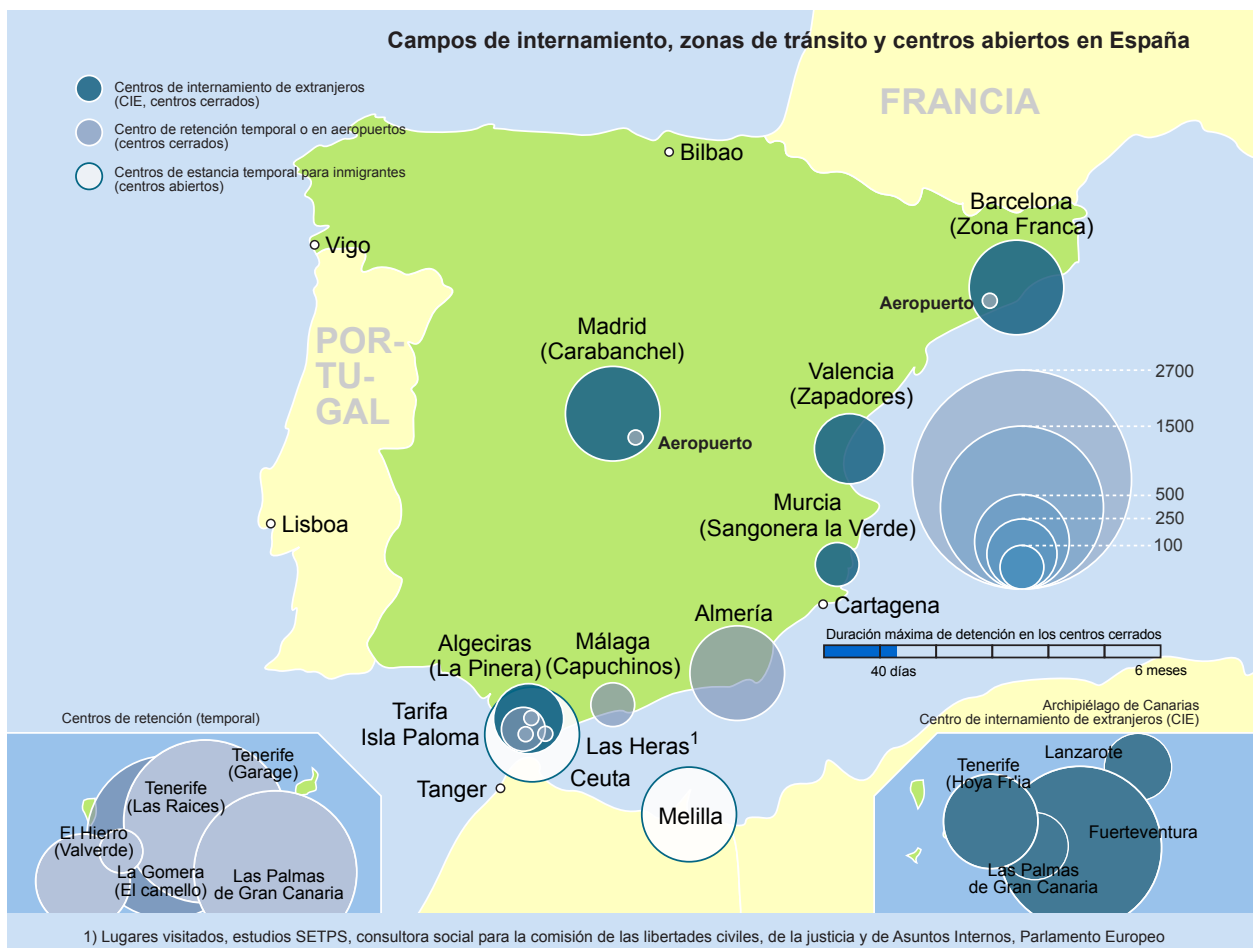 Campos de internamiento, zonas de tránsito y centros abiertos en España
Centros de internamiento de extranjeros
(CIE, centros cerrados)
Centro de retención temporal o en aeropuertos
(centros cerrados)
Centros de estancia temporal para inmigrantes
(centros abiertos)
FRANCIA
Bilbao
Barcelona
(Zona Franca)
Vigo
Aeropuerto
POR-
TU-
GAL
Madrid
(Carabanchel)
Aeropuerto
Valencia
(Zapadores)
2700
1500
500
250
100
Lisboa
Murcia
(Sangonera la Verde)
Cartagena
Almería
Duración máxima de detención en los centros cerrados
40 días
6 meses
Algeciras
(La Pinera)
Málaga
(Capuchinos)
Tarifa
Isla Paloma
Las Heras¹
Ceuta
Tanger
Melilla
Centros de retención (temporal)
Tenerife
(Garage)
Tenerife
(Las Raices)
El Hierro
(Valverde)
La Gomera
(El camello)
Las Palmas
de Gran Canaria
Archipiélago de Canarias
Centro de internamiento de extranjeros (CIE)
Lanzarote
Tenerife
(Hoya Fr'ia
Fuerteventura
Las Palmas
de Gran Canaria
1) Lugares visitados, estudios SETPS, consultora social para la comisión de las libertades civiles, de la justicia y de Asuntos Internos, Parlamento Europeo